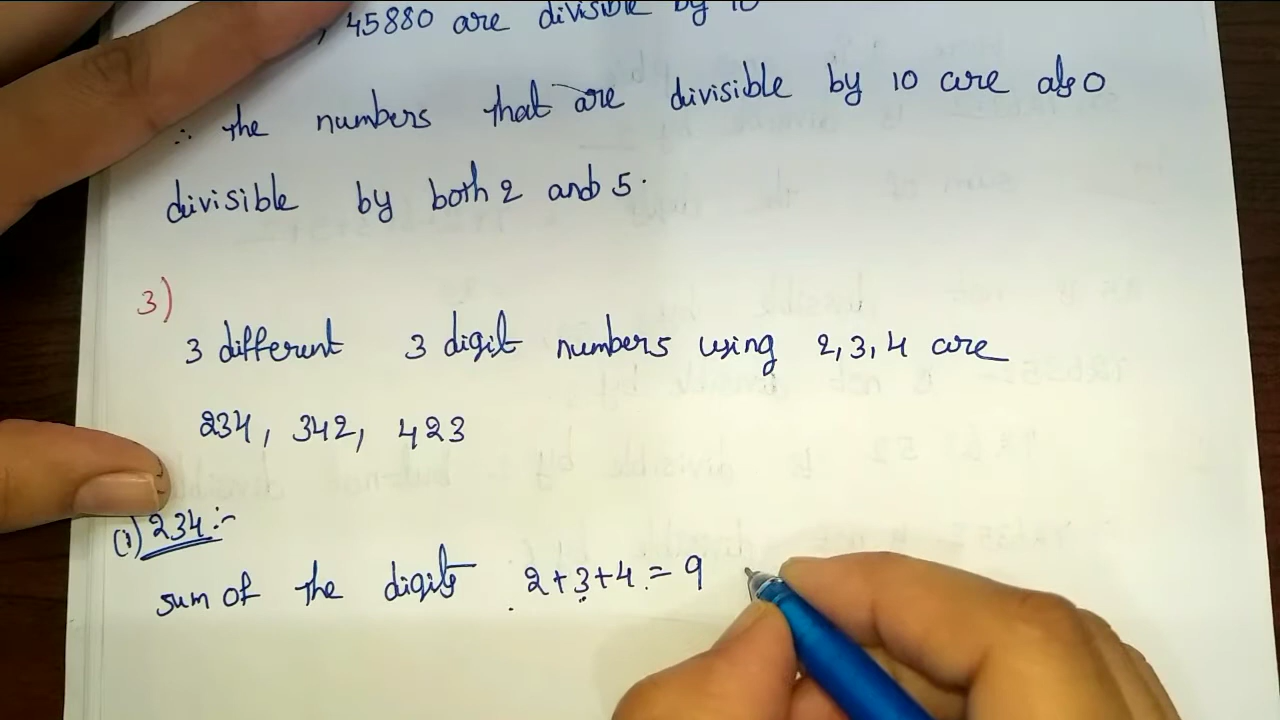 , 45880 are divisible by 10
∴ the numbers that are divisible by 10 are also
divisible by both 2 and 5.
3)
3 different 3 digit numbers using 2, 3, 4 are
234, 342, 423
(i) 234:-
sum of the digits 2+3+4 = 9